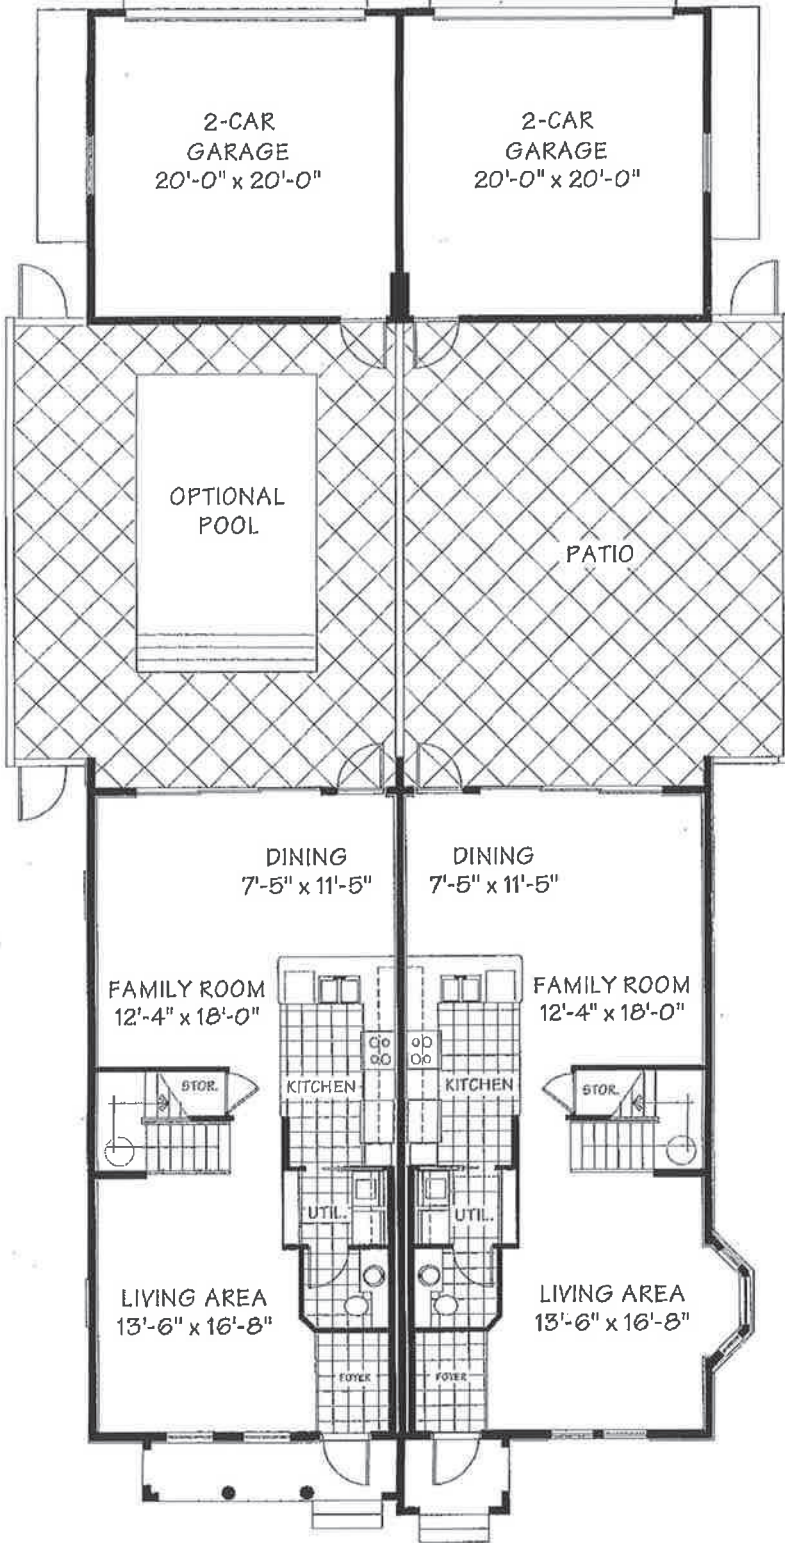 2-CAR
GARAGE
20'-0" x 20'-0"
2-CAR
GARAGE
20'-0" x 20'-0"
OPTIONAL
POOL
PATIO
DINING
7'-5" x 11'-5"
DINING
7'-5" x 11'-5"
FAMILY ROOM
12'-4" x 18'-0"
FAMILY ROOM
12'-4" x 18'-0"
STOR.
KITCHEN
KITCHEN
STOR.
UTIL.
UTIL.
LIVING AREA
13'-6" x 16'-8"
LIVING AREA
13'-6" x 16'-8"
FOYER
FOYER